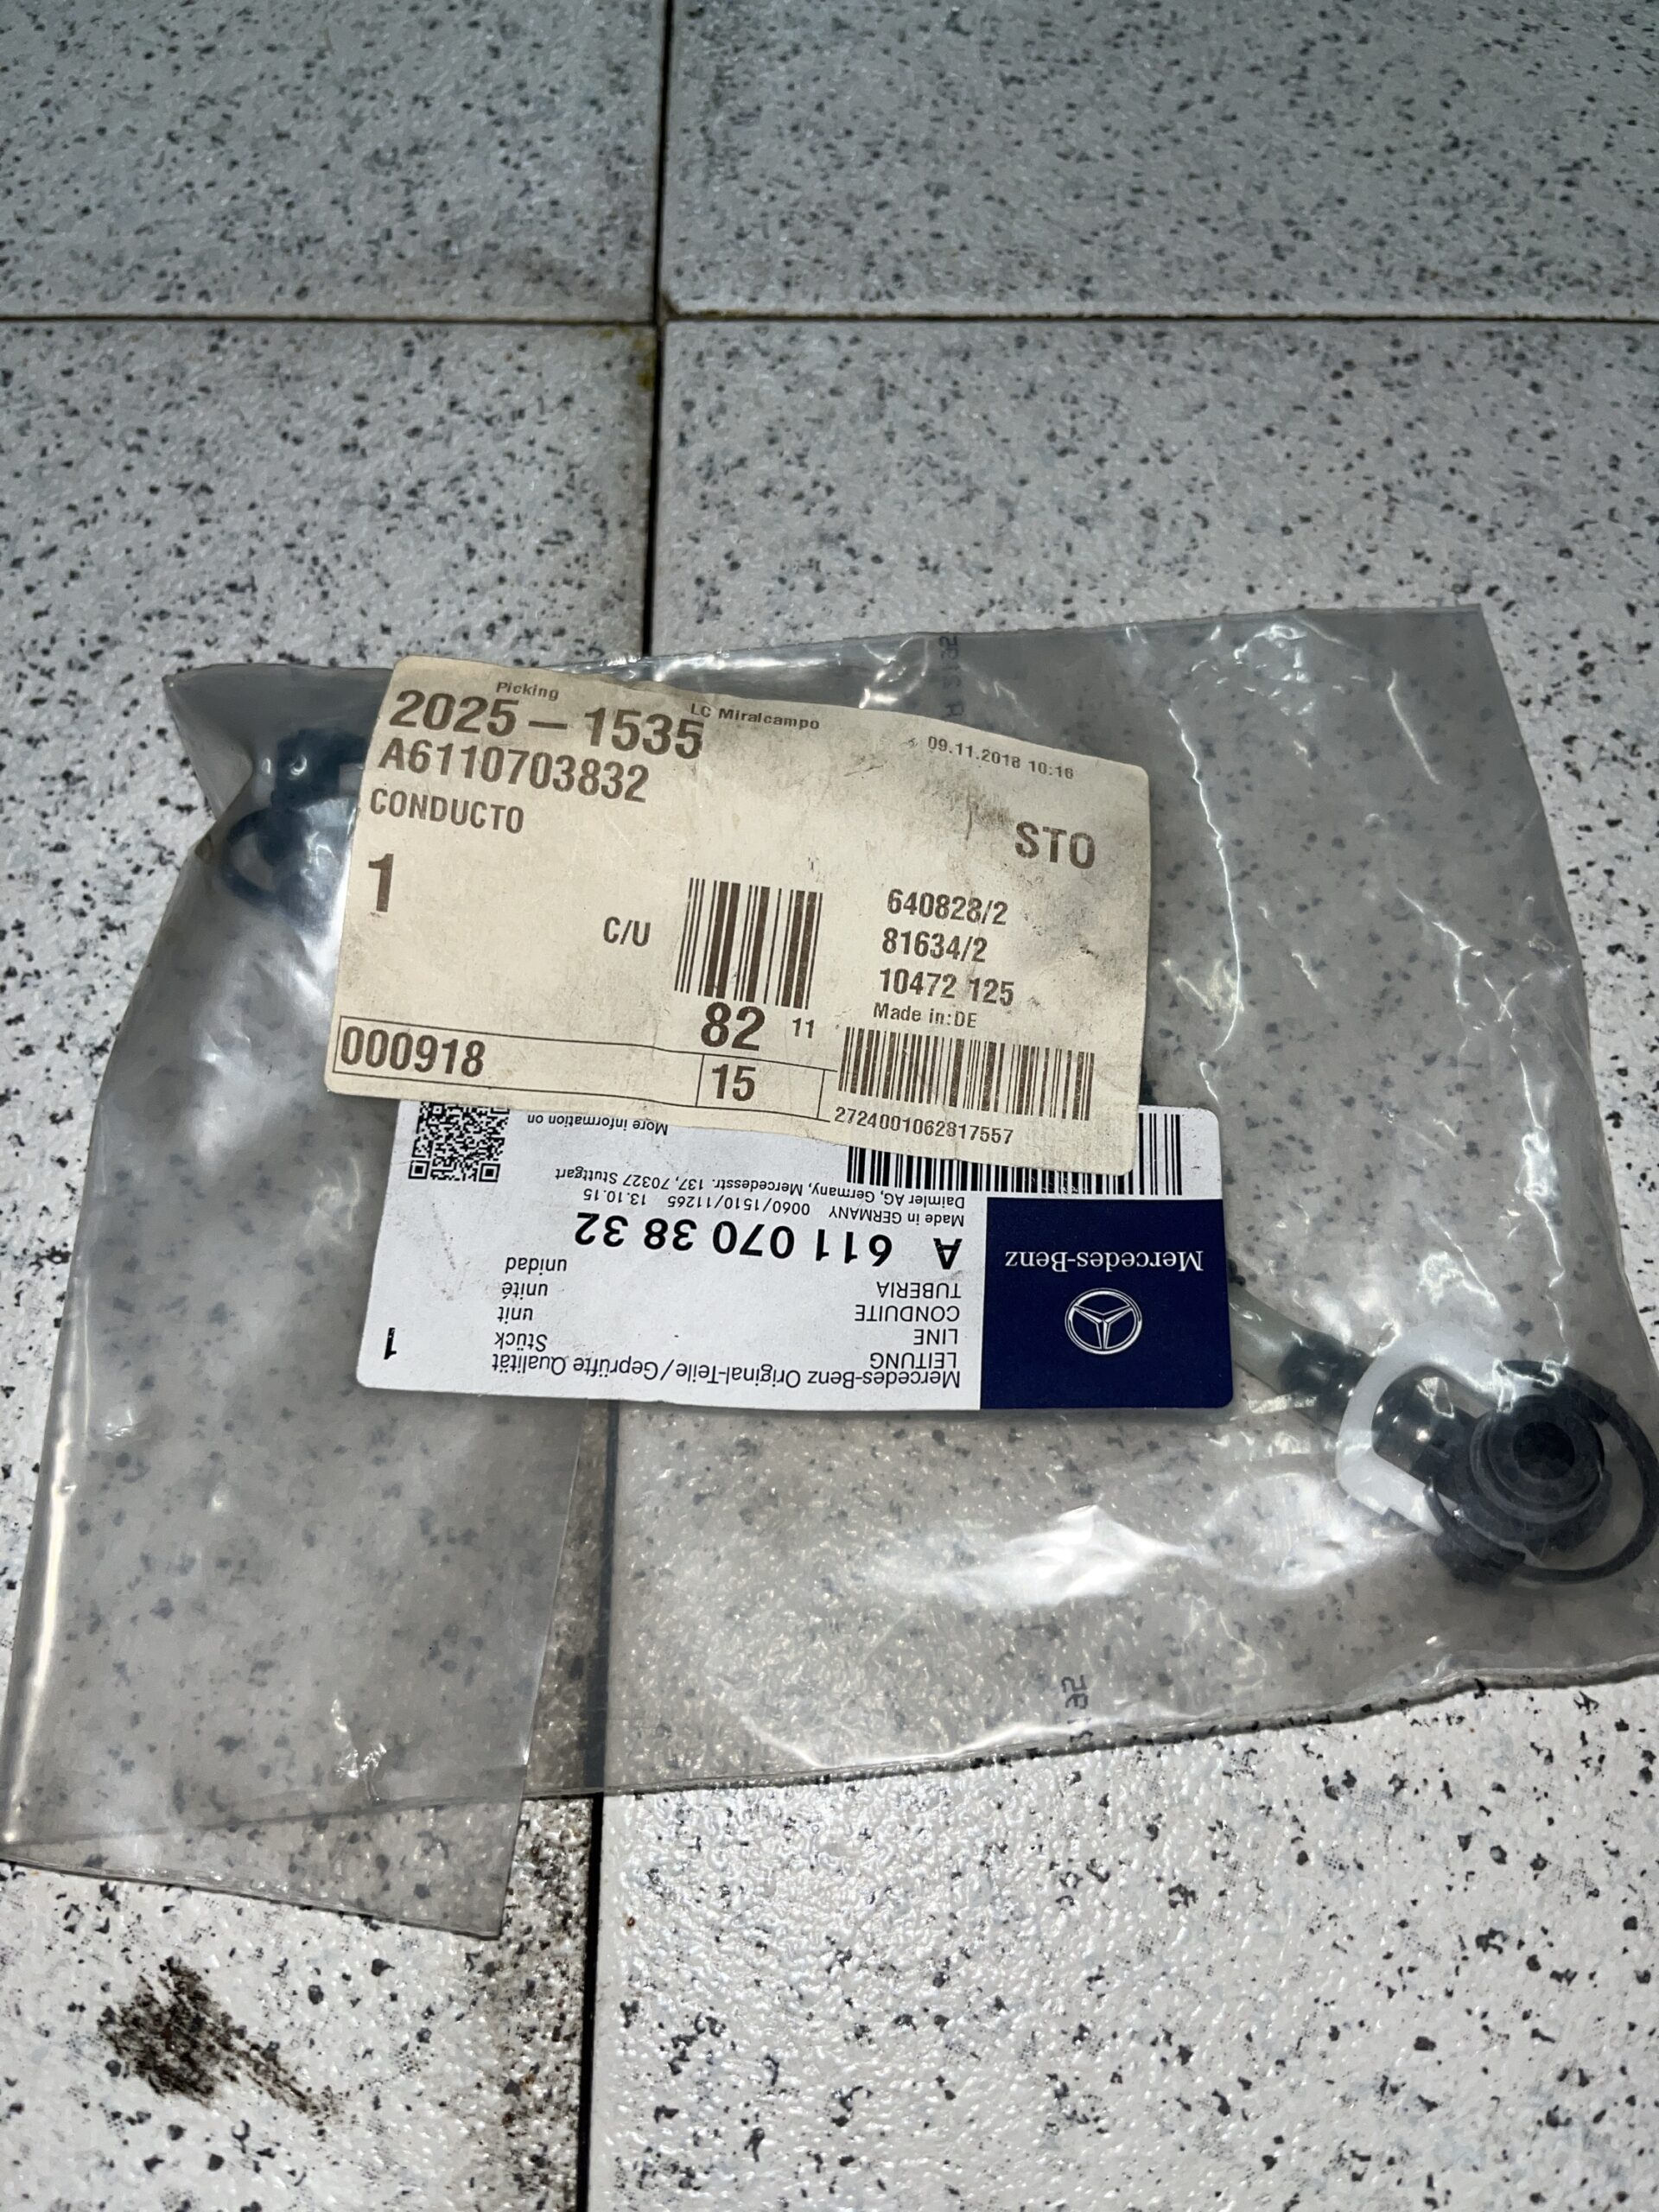 Picking
LC Miralcampo
09.11.2018 10:16
2025 – 1535
A6110703832
CONDUCTO
STO
1
C/U
640828/2
81634/2
10472 125
Made in:DE
82 11
000918
15
2724001062817557
Mercedes-Benz
Mercedes-Benz Original-Teile/Geprüfte Qualität
LEITUNG Stück 1
LINE unit
CONDUITE unité
TUBERIA unidad
A 611 070 38 32
Made in GERMANY 0060/1510/11265 13.10.15
Daimler AG, Germany, Mercedesstr. 137, 70327 Stuttgart
More information on